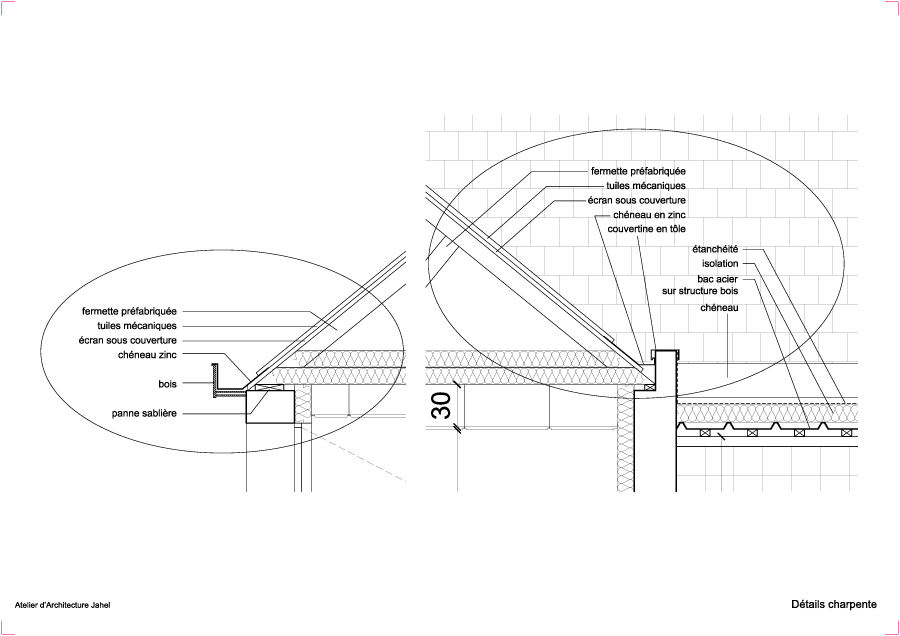 fermette préfabriquée
tuiles mécaniques
écran sous couverture
chéneau zinc
bois
panne sablière
fermette préfabriquée
tuiles mécaniques
écran sous couverture
chéneau en zinc
couvertine en tôle
étanchéité
isolation
bac acier
sur structure bois
chéneau
30
Atelier d'Architecture Jahel
Détails charpente